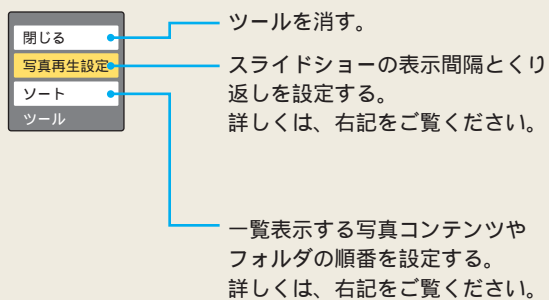 閉じる
写真再生設定
ソート
ツール
ツールを消す。
スライドショーの表示間隔とくり
返しを設定する。
詳しくは、右記をご覧ください。
一覧表示する写真コンテンツや
フォルダの順番を設定する。
詳しくは、右記をご覧ください。